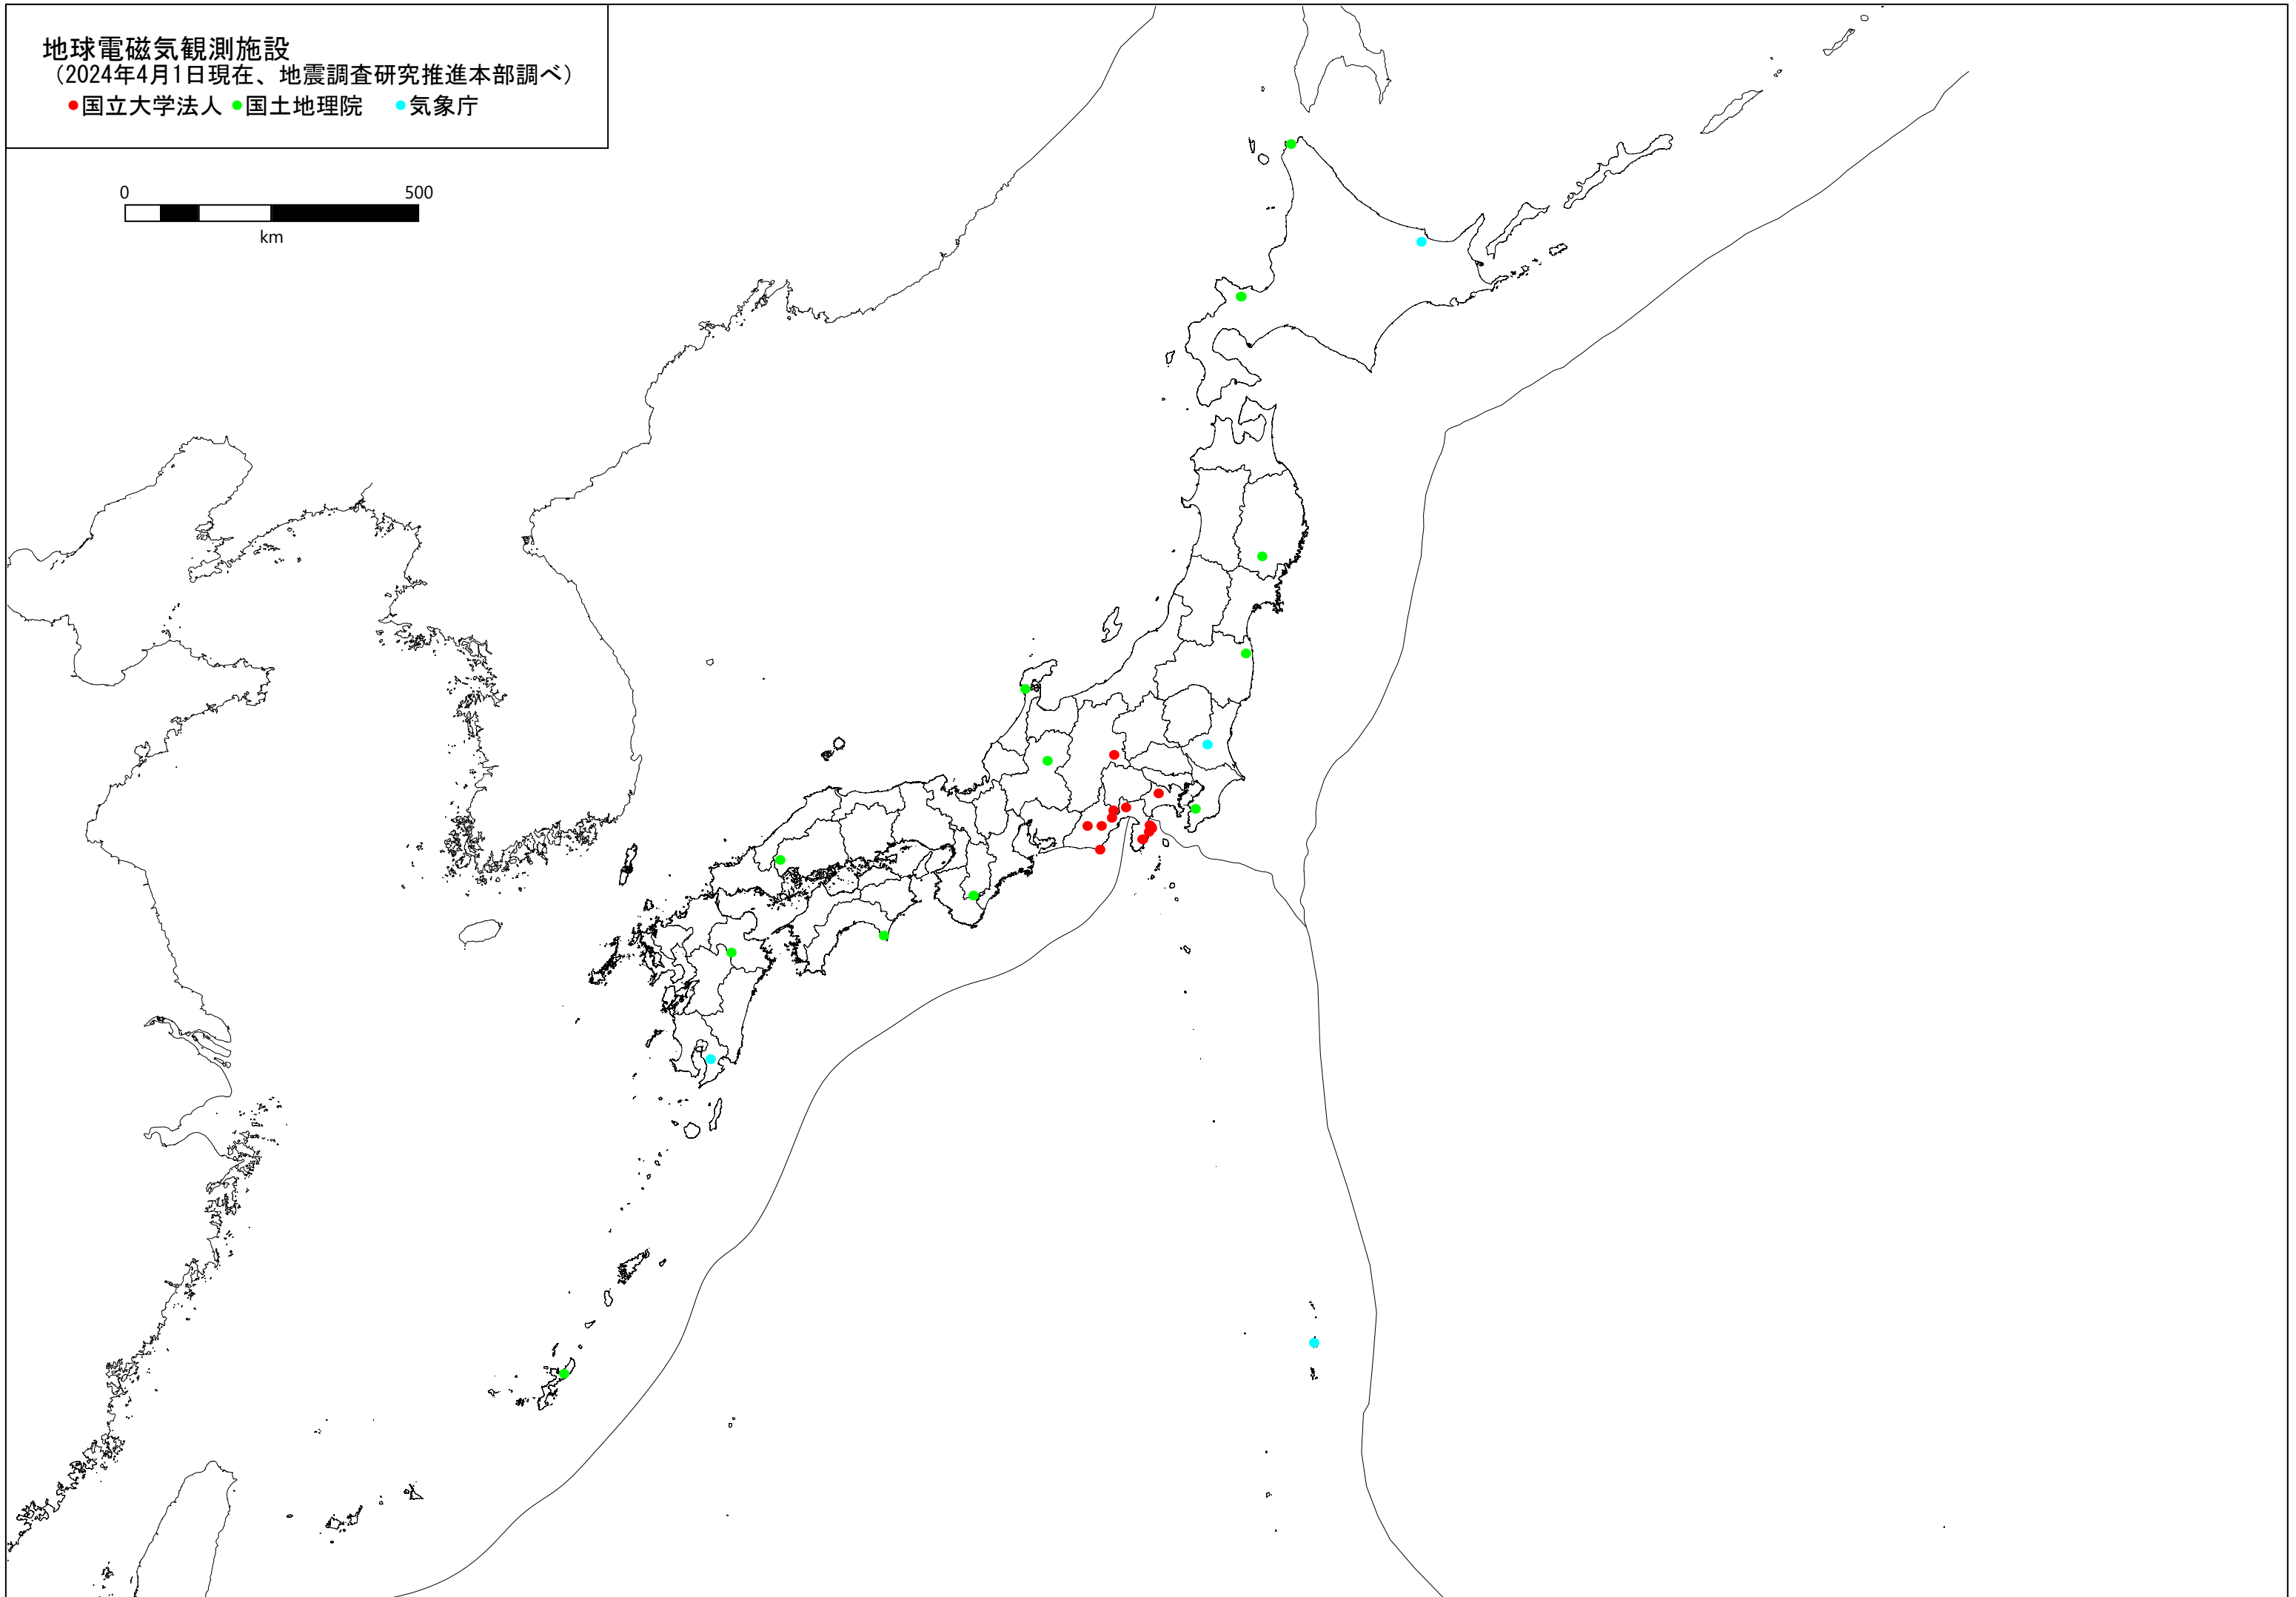 地球電磁気観測施設
（2024年4月1日現在、地震調査研究推進本部調べ）
●国立大学法人 ●国土地理院 ●気象庁
0 500
km